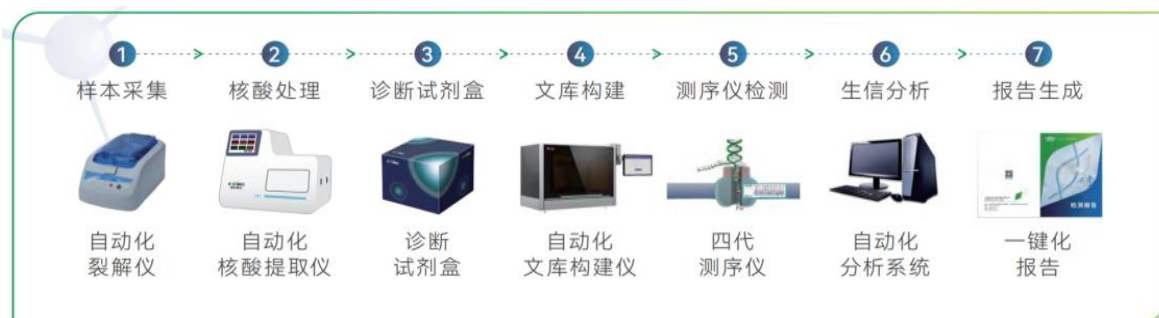 1 2 3 4 5 6 7
样本采集 核酸处理 诊断试剂盒 文库构建 测序仪检测 生信分析 报告生成
检测报告
自动化 自动化 诊断 自动化 四代 自动化 一键化
裂解仪 核酸提取仪 试剂盒 文库构建仪 测序仪 分析系统 报告